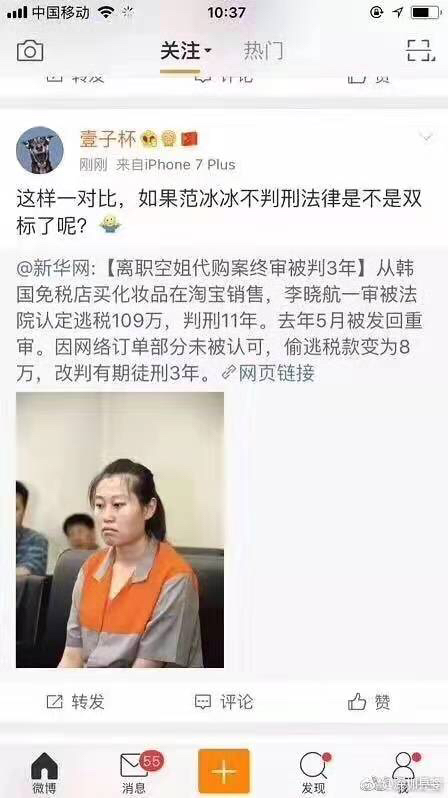 中国移动
10:37
关注
热门
转发
评论
赞
壹子杯
刚刚 来自iPhone 7 Plus
这样一对比，如果范冰冰不判刑法律是不是双
标了呢？
@新华网:【离职空姐代购案终审被判3年】从韩
国免税店买化妆品在淘宝销售，李晓航一审被法
院认定逃税109万，判刑11年。去年5月被发回重
审。因网络订单部分未被认可，偷逃税款变为8
万，改判有期徒刑3年。网页链接
转发
评论
赞
55
微博
消息
发现
我